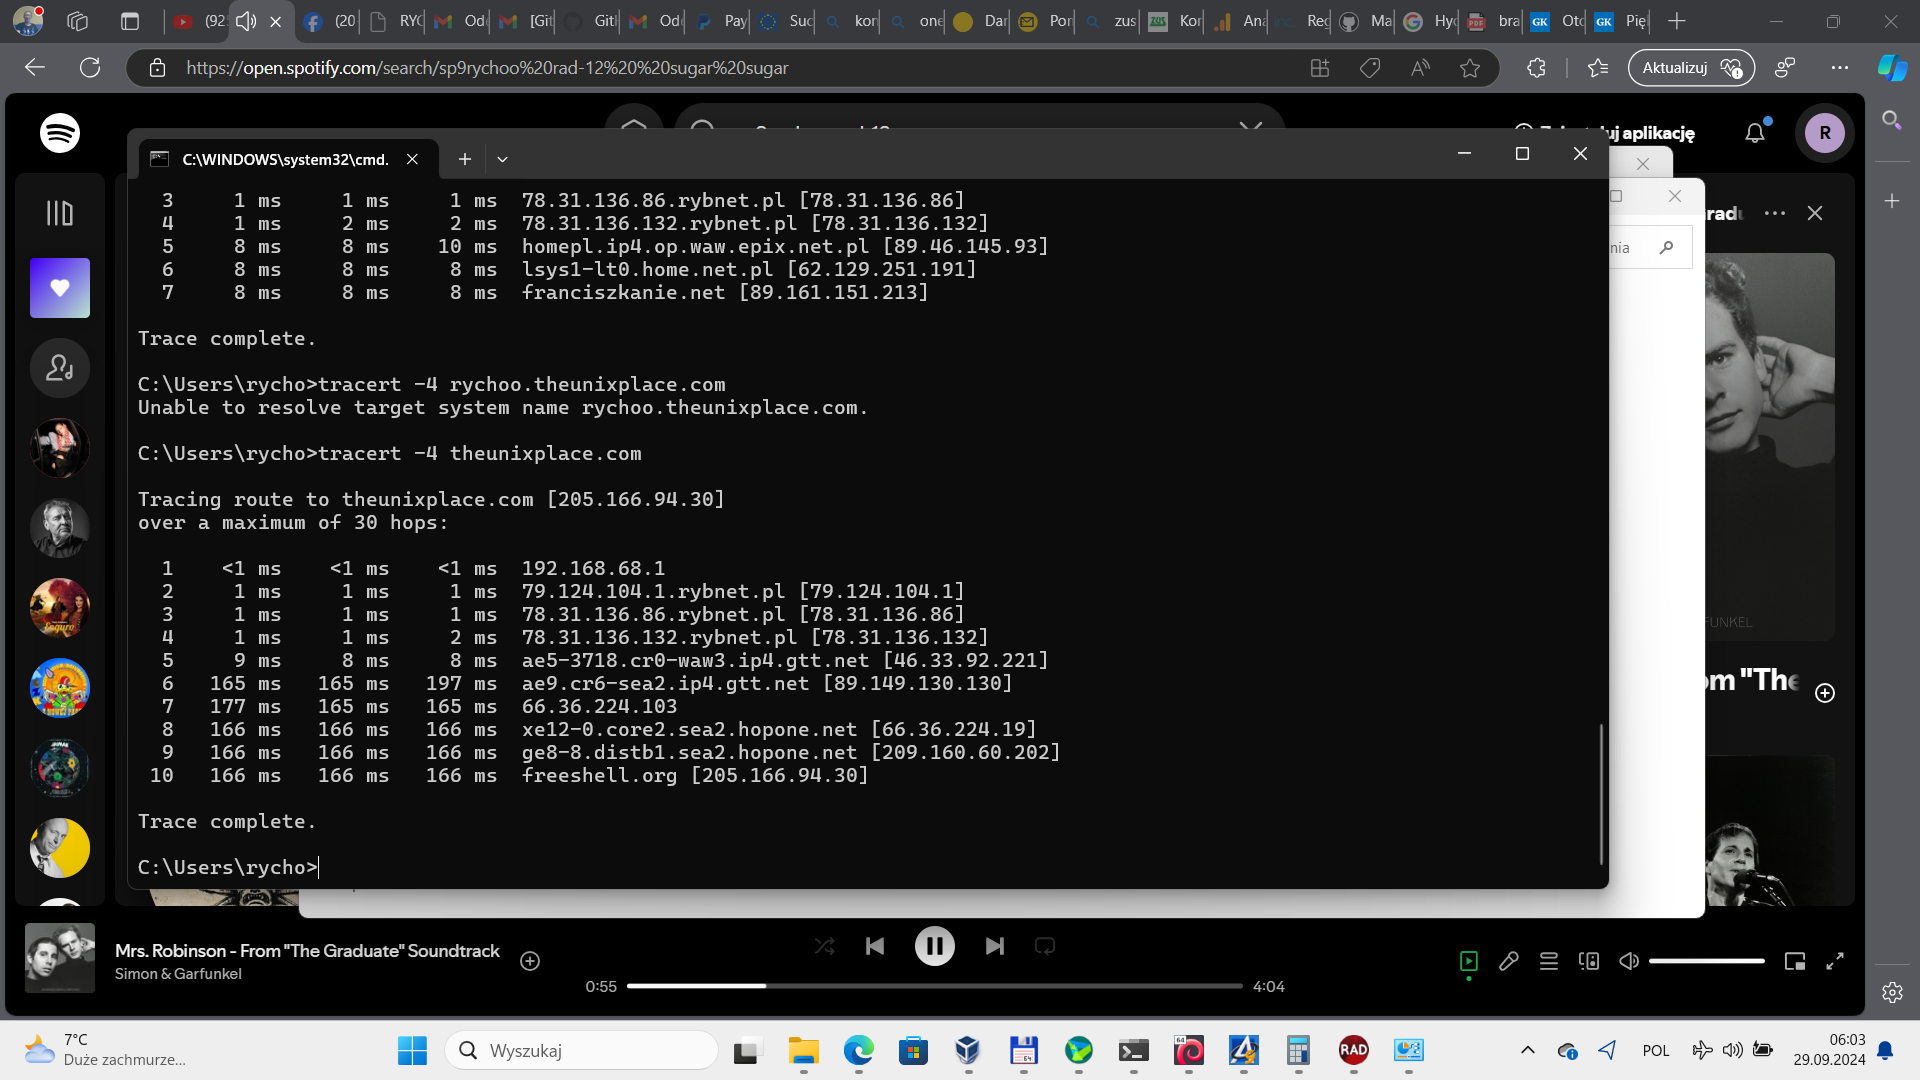 (92
(20
RYC
Od
[Git
Git
Od
Pay
Suc
kor
one
Dar
Por
zus
Kor
Ana
Reg
Ma
Hyd
bra
Oto
Pię
https://open.spotify.com/search/sp9rychoo%20rad-12%20%20sugar%20sugar
Aktualizuj
aplikację
R
C:\WINDOWS\system32\cmd.
3 1 ms 1 ms 1 ms 78.31.136.86.rybnet.pl [78.31.136.86]
4 1 ms 2 ms 2 ms 78.31.136.132.rybnet.pl [78.31.136.132]
5 8 ms 8 ms 10 ms homepl.ip4.op.waw.epix.net.pl [89.46.145.93]
6 8 ms 8 ms 8 ms lsys1-lt0.home.net.pl [62.129.251.191]
7 8 ms 8 ms 8 ms franciszkanie.net [89.161.151.213]
Trace complete.
C:\Users\rycho>tracert -4 rychoo.theunixplace.com
Unable to resolve target system name rychoo.theunixplace.com.
C:\Users\rycho>tracert -4 theunixplace.com
Tracing route to theunixplace.com [205.166.94.30]
over a maximum of 30 hops:
1 <1 ms <1 ms <1 ms 192.168.68.1
2 1 ms 1 ms 1 ms 79.124.104.1.rybnet.pl [79.124.104.1]
3 1 ms 1 ms 1 ms 78.31.136.86.rybnet.pl [78.31.136.86]
4 1 ms 1 ms 2 ms 78.31.136.132.rybnet.pl [78.31.136.132]
5 9 ms 8 ms 8 ms ae5-3718.cr0-waw3.ip4.gtt.net [46.33.92.221]
6 165 ms 165 ms 197 ms ae9.cr6-sea2.ip4.gtt.net [89.149.130.130]
7 177 ms 165 ms 165 ms 66.36.224.103
8 166 ms 166 ms 166 ms xe12-0.core2.sea2.hopone.net [66.36.224.19]
9 166 ms 166 ms 166 ms ge8-8.distb1.sea2.hopone.net [209.160.60.202]
10 166 ms 166 ms 166 ms freeshell.org [205.166.94.30]
Trace complete.
C:\Users\rycho>
nia
FUNKEL
om "The
Mrs. Robinson - From "The Graduate" Soundtrack
Simon & Garfunkel
0:55
4:04
7°C
Duże zachmurze...
Wyszukaj
64
64
RAD
POL
06:03
29.09.2024